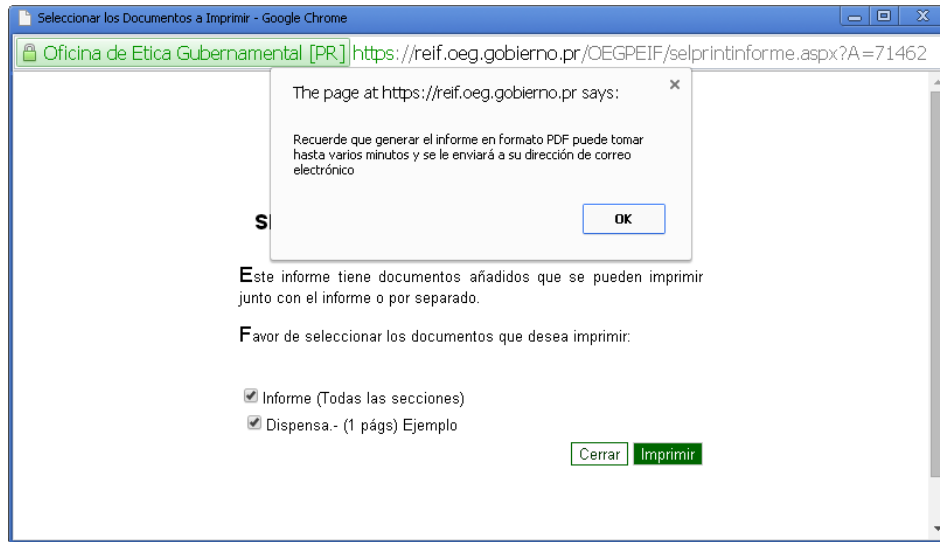 Seleccionar los Documentos a Imprimir - Google Chrome
Oficina de Etica Gubernamental [PR] https://reif.oeg.gobierno.pr/OEGPEIF/selprintinforme.aspx?A=71462
The page at https://reif.oeg.gobierno.pr says:
Recuerde que generar el informe en formato PDF puede tomar
hasta varios minutos y se le enviará a su dirección de correo
electrónico
OK
Este informe tiene documentos añadidos que se pueden imprimir
junto con el informe o por separado.
Favor de seleccionar los documentos que desea imprimir:
Informe (Todas las secciones)
Dispensa.- (1 págs) Ejemplo
Cerrar Imprimir